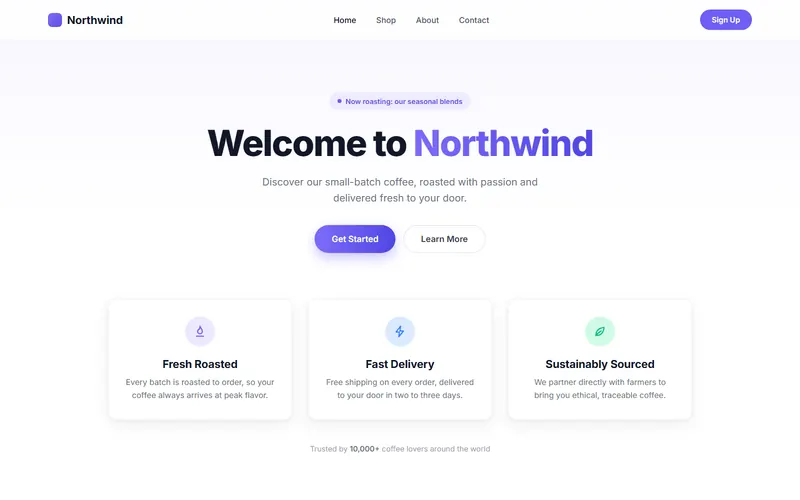 Northwind
Home
Shop
About
Contact
Sign Up
Now roasting: our seasonal blends
Welcome to Northwind
Discover our small-batch coffee, roasted with passion and
delivered fresh to your door.
Get Started
Learn More
Fresh Roasted
Every batch is roasted to order, so your
coffee always arrives at peak flavor.
Fast Delivery
Free shipping on every order, delivered
to your door in two to three days.
Sustainably Sourced
We partner directly with farmers to
bring you ethical, traceable coffee.
Trusted by 10,000+ coffee lovers around the world